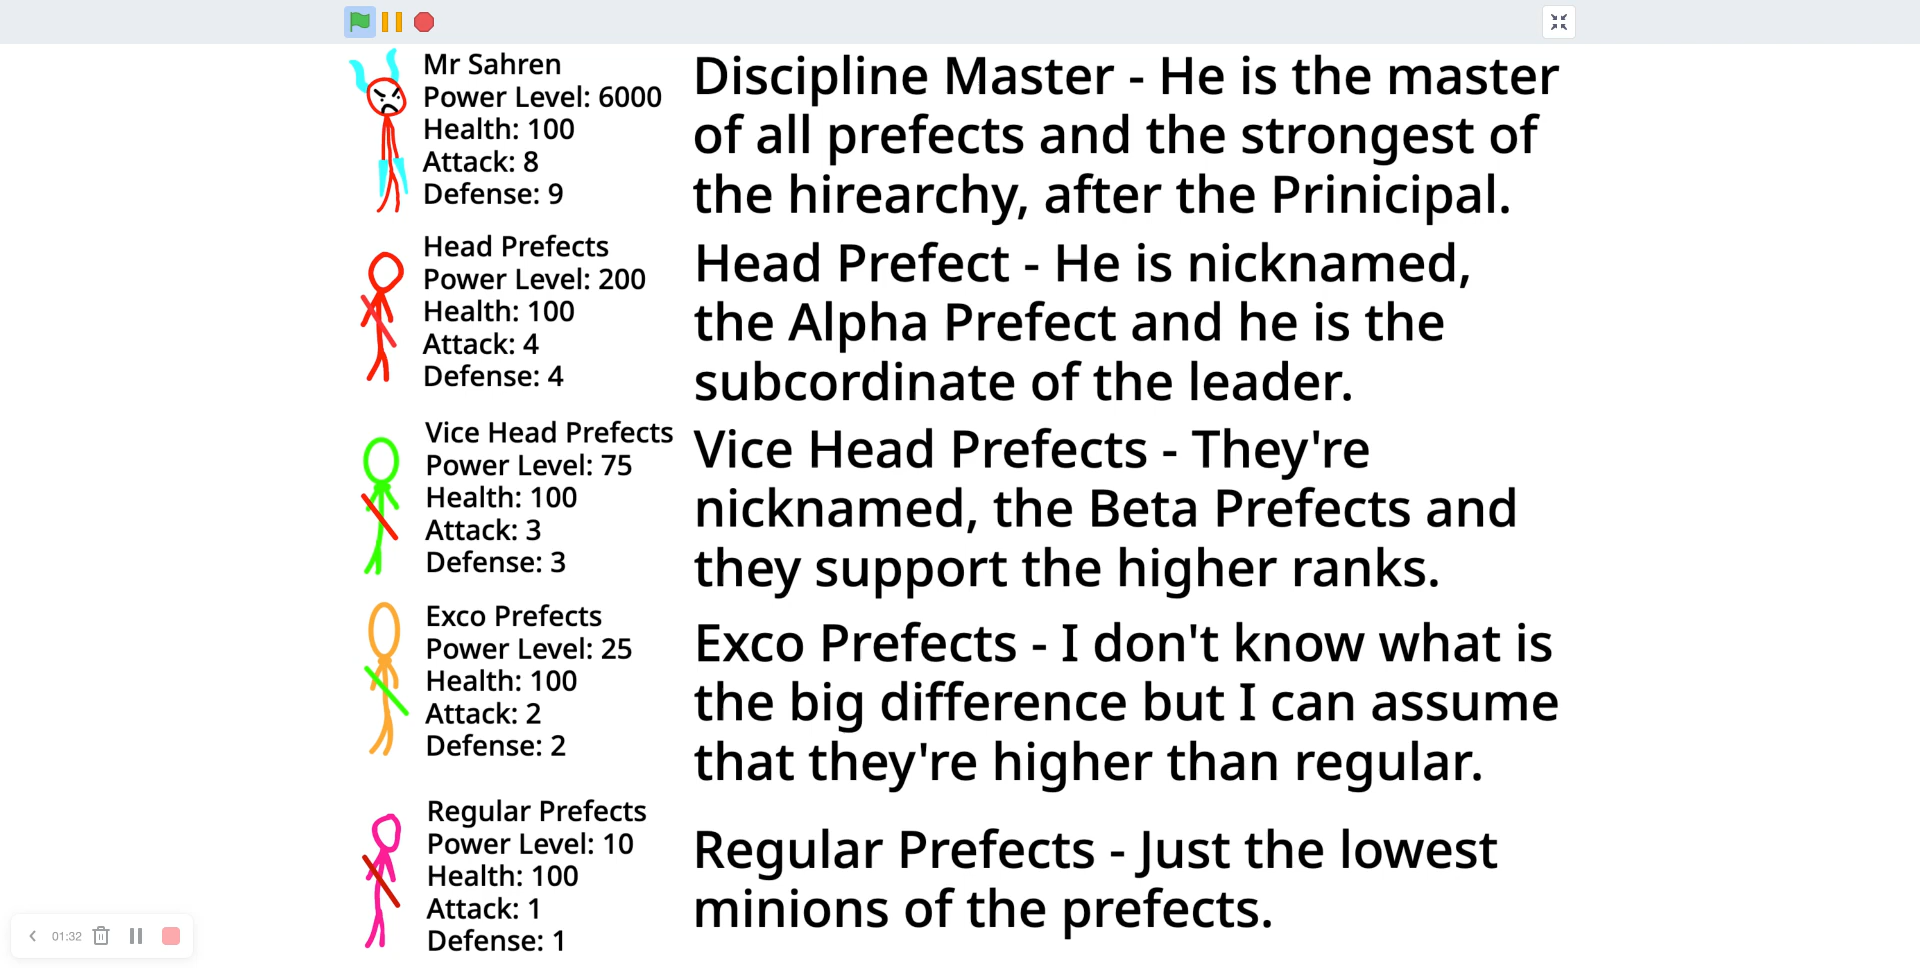 Mr Sahren
Power Level: 6000
Health: 100
Attack: 8
Defense: 9
Discipline Master - He is the master
of all prefects and the strongest of
the hirearchy, after the Prinicipal.
Head Prefects
Power Level: 200
Health: 100
Attack: 4
Defense: 4
Head Prefect - He is nicknamed,
the Alpha Prefect and he is the
subcordinate of the leader.
Vice Head Prefects
Power Level: 75
Health: 100
Attack: 3
Defense: 3
Vice Head Prefects - They're
nicknamed, the Beta Prefects and
they support the higher ranks.
Exco Prefects
Power Level: 25
Health: 100
Attack: 2
Defense: 2
Exco Prefects - I don't know what is
the big difference but I can assume
that they're higher than regular.
Regular Prefects
Power Level: 10
Health: 100
Attack: 1
Defense: 1
Regular Prefects - Just the lowest
minions of the prefects.
01:32